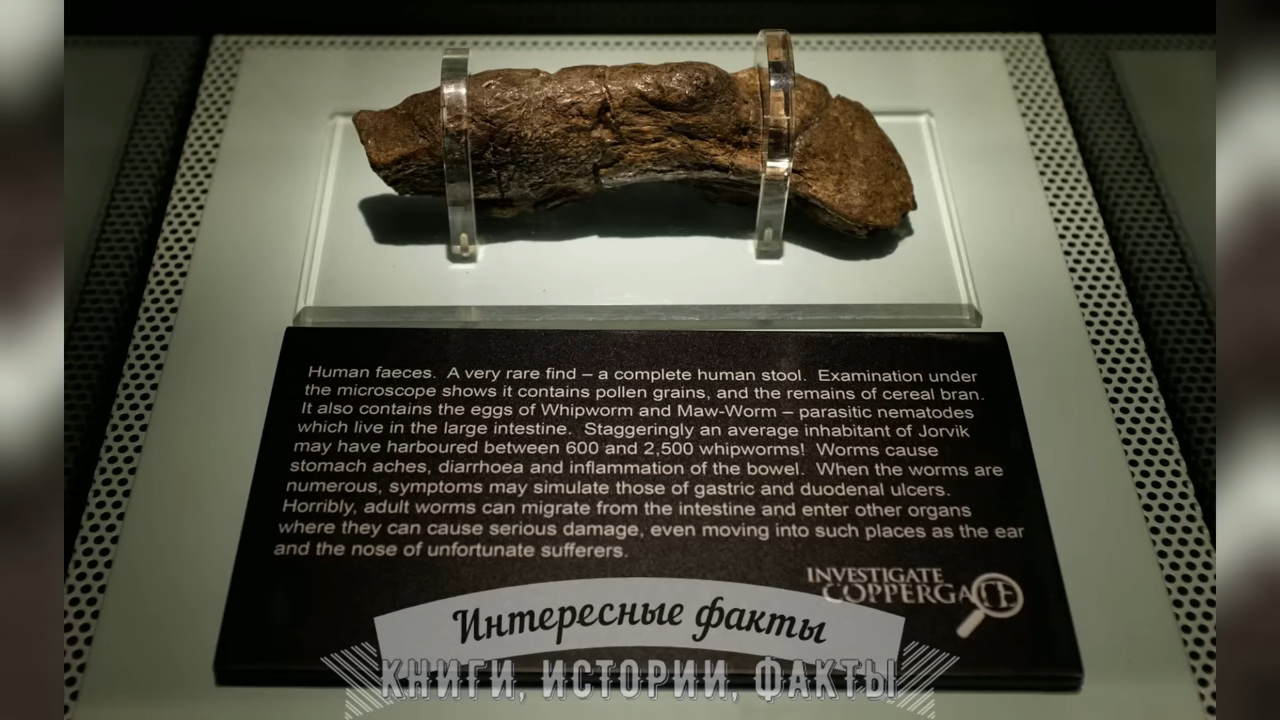 Human faeces. A very rare find – a complete human stool. Examination under
the microscope shows it contains pollen grains, and the remains of cereal bran.
It also contains the eggs of Whipworm and Maw-Worm – parasitic nematodes
which live in the large intestine. Staggeringly an average inhabitant of Jorvik
may have harboured between 600 and 2,500 whipworms! Worms cause
stomach aches, diarrhoea and inflammation of the bowel. When the worms are
numerous, symptoms may simulate those of gastric and duodenal ulcers.
Horribly, adult worms can migrate from the intestine and enter other organs
where they can cause serious damage, even moving into such places as the ear
and the nose of unfortunate sufferers.
INVESTIGATE
COPPERGATE
Интересные факты
КНИГИ, ИСТОРИИ, ФАКТЫ